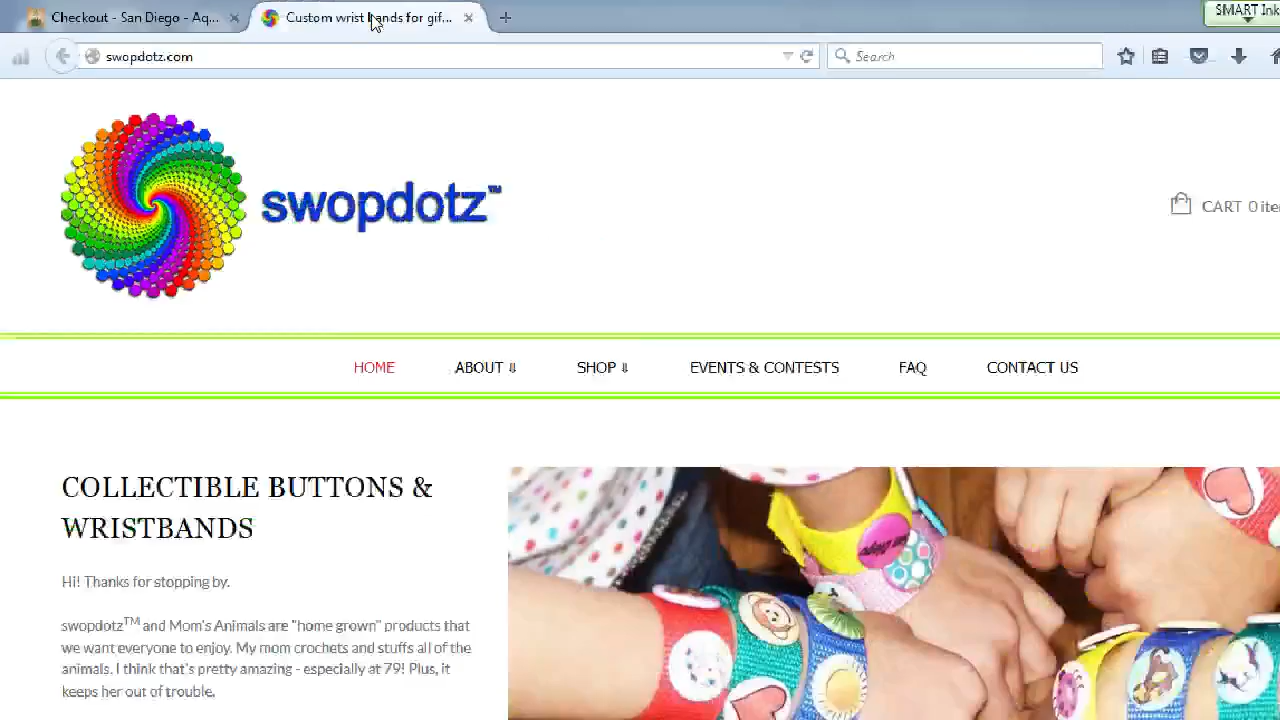 Checkout - San Diego - Aq...
Custom wrist bands for gif...
SMART Ink
swopdotz.com
Search
swopdotz™
CART 0 ite
HOME
ABOUT ⇓
SHOP ⇓
EVENTS & CONTESTS
FAQ
CONTACT US
COLLECTIBLE BUTTONS &
WRISTBANDS
Hi! Thanks for stopping by.
swopdotzTM and Mom's Animals are "home grown" products that
we want everyone to enjoy. My mom crochets and stuffs all of the
animals. I think that's pretty amazing - especially at 79! Plus, it
keeps her out of trouble.